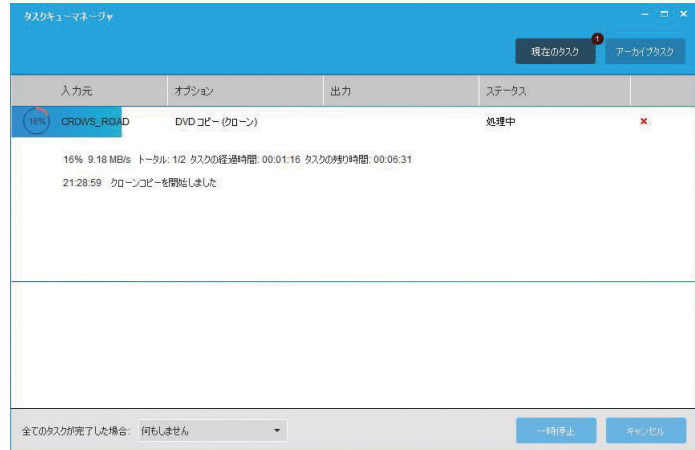 タスクキューマネージャ
1
現在のタスク アーカイブタスク
入力元 オプション 出力 ステータス
16% CROWS_ROAD DVD コピー (クローン) 処理中
16% 9.18 MB/s トータル: 1/2 タスクの経過時間: 00:01:16 タスクの残り時間: 00:06:31
21:28:59 クローンコピーを開始しました
全てのタスクが完了した場合: 何もしません 一時停止 キャンセル